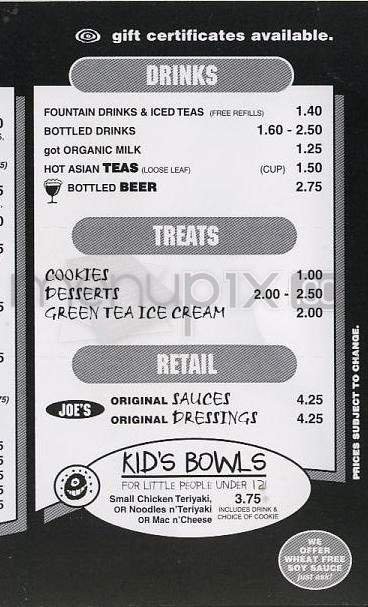 gift certificates available.
DRINKS
FOUNTAIN DRINKS & ICED TEAS (FREE REFILLS) 1.40
BOTTLED DRINKS 1.60 - 2.50
got ORGANIC MILK 1.25
HOT ASIAN TEAS (LOOSE LEAF) (CUP) 1.50
BOTTLED BEER 2.75
TREATS
COOKIES 1.00
DESSERTS 2.00 - 2.50
GREEN TEA ICE CREAM 2.00
RETAIL
JOE'S
ORIGINAL SAUCES 4.25
ORIGINAL DRESSINGS 4.25
KID'S BOWLS
FOR LITTLE PEOPLE UNDER 12!
Small Chicken Teriyaki, 3.75
OR Noodles n'Teriyaki INCLUDES DRINK &
OR Mac n'Cheese CHOICE OF COOKIE
PRICES SUBJECT TO CHANGE.
WE
OFFER
WHEAT FREE
SOY SAUCE
just ask!